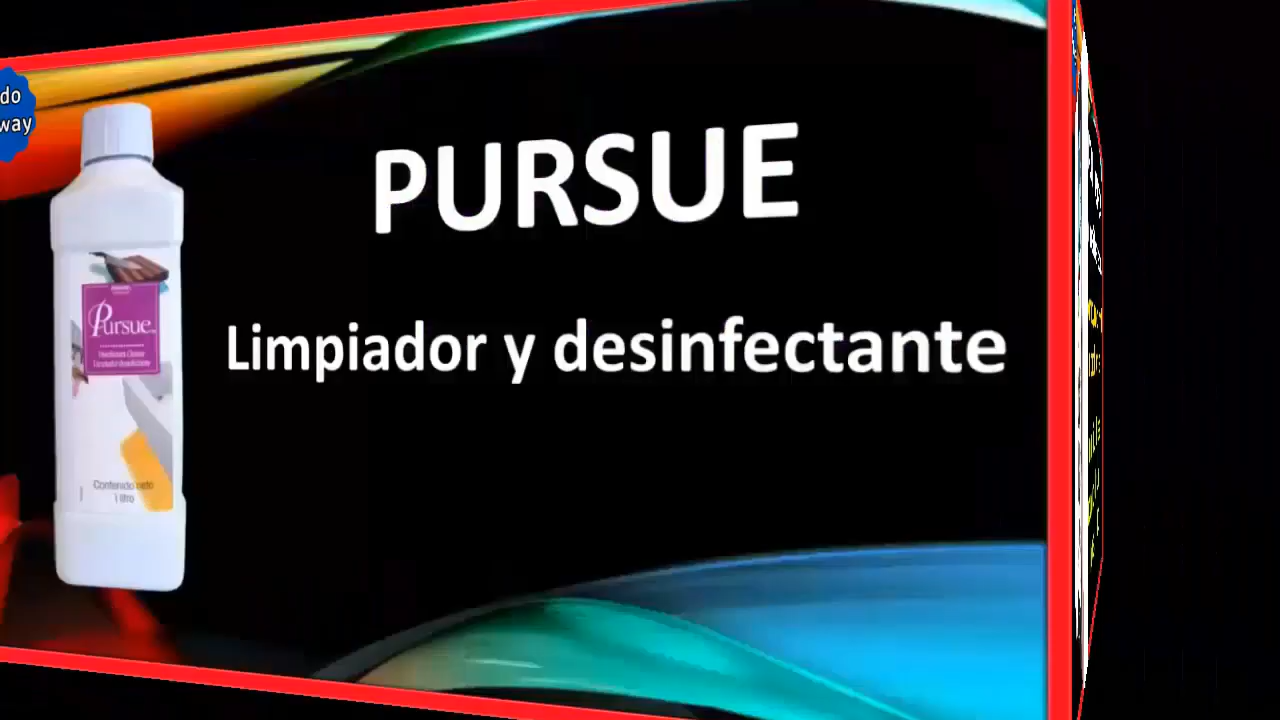 do
way
PURSUE
Limpiador y desinfectante
Pursue
Contenido neto
1 litro